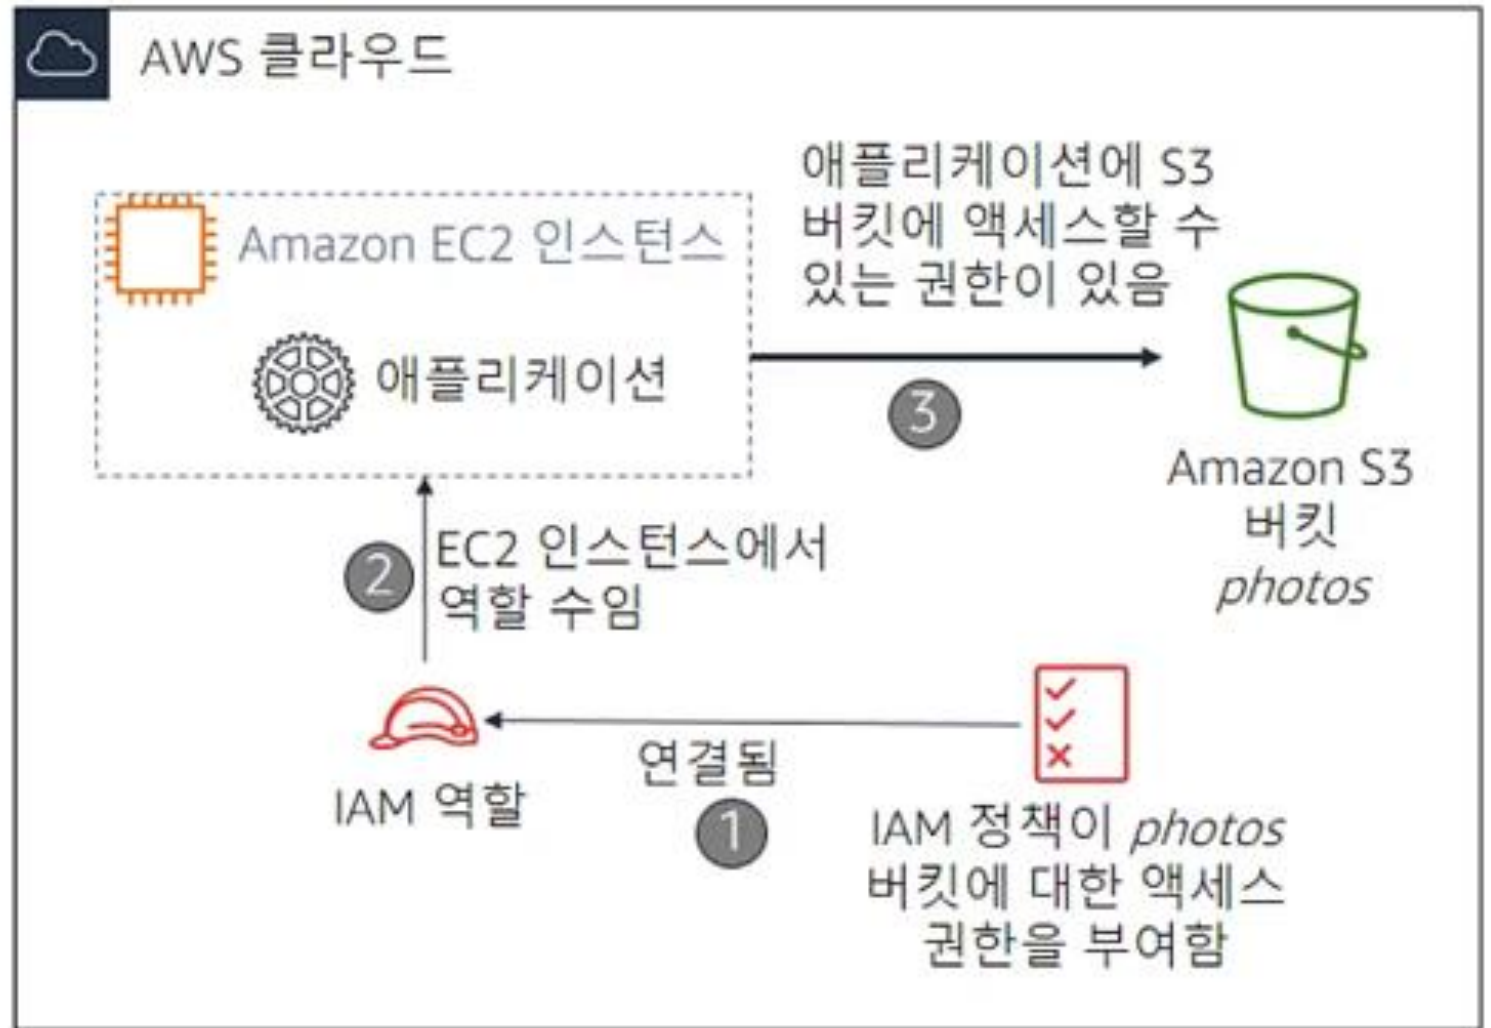 AWS 클라우드
Amazon EC2 인스턴스
애플리케이션
애플리케이션에 S3
버킷에 액세스할 수
있는 권한이 있음
3
Amazon S3
버킷
photos
2
EC2 인스턴스에서
역할 수임
IAM 역할
연결됨
1
IAM 정책이 photos
버킷에 대한 액세스
권한을 부여함